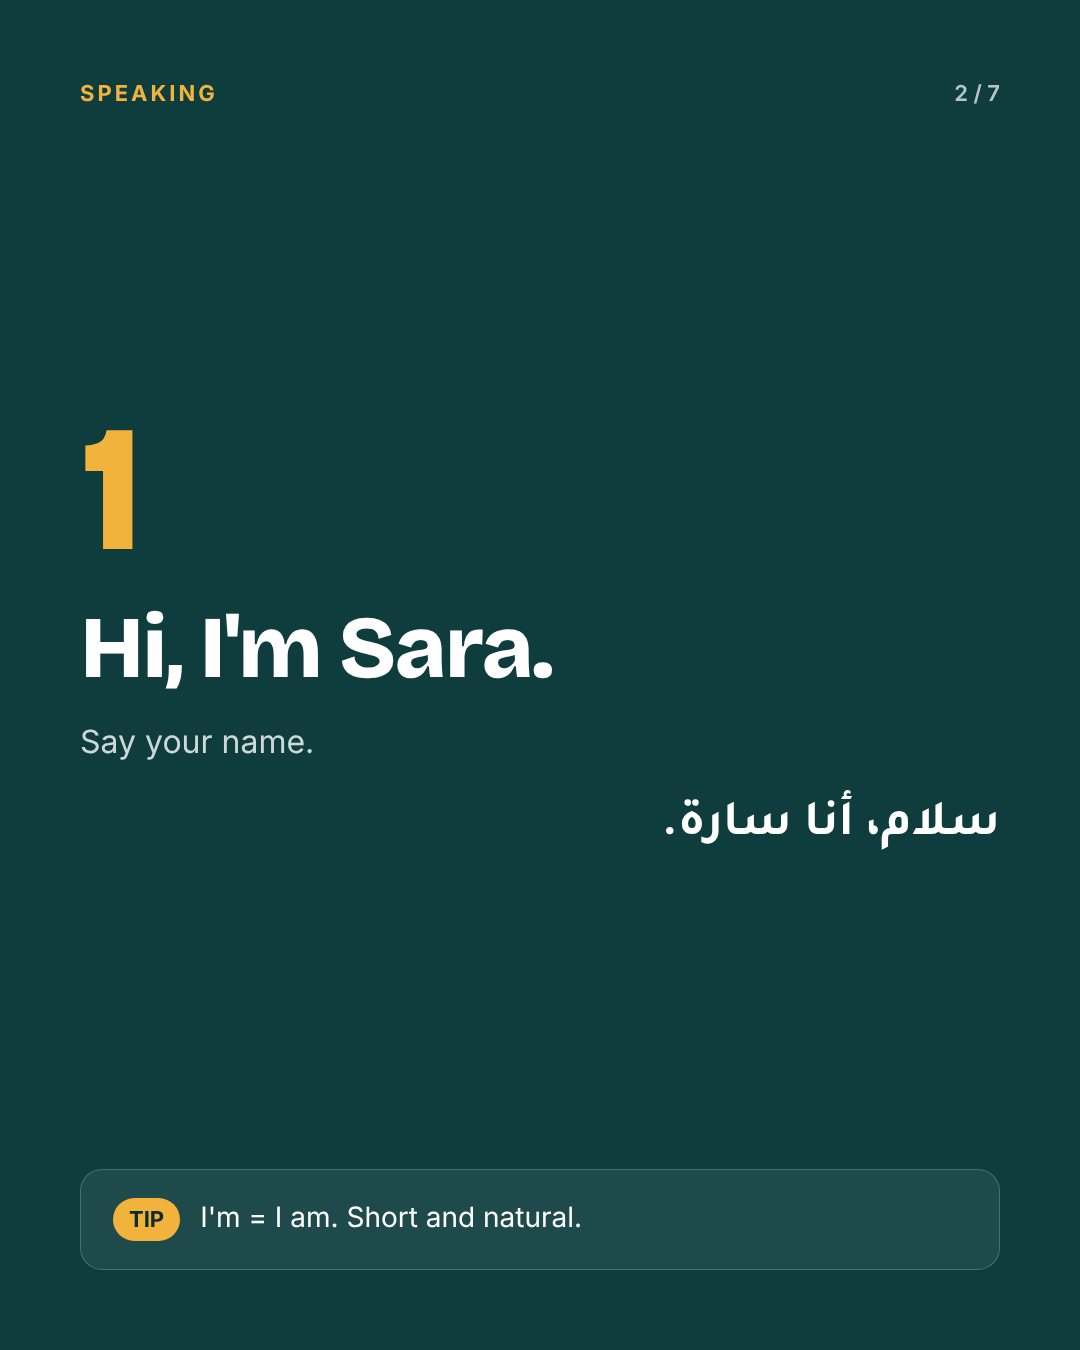 SPEAKING
2 / 7
1
Hi, I'm Sara.
Say your name.
سلام، أنا سارة.
TIP I'm = I am. Short and natural.